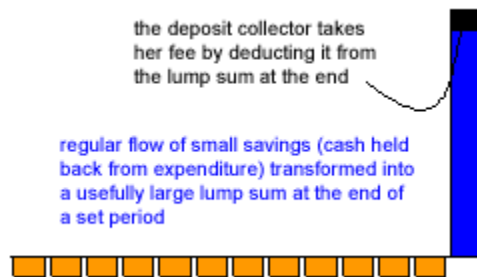 the deposit collector takes
her fee by deducting it from
the lump sum at the end
regular flow of small savings (cash held
back from expenditure) transformed into
a usefully large lump sum at the end of
a set period